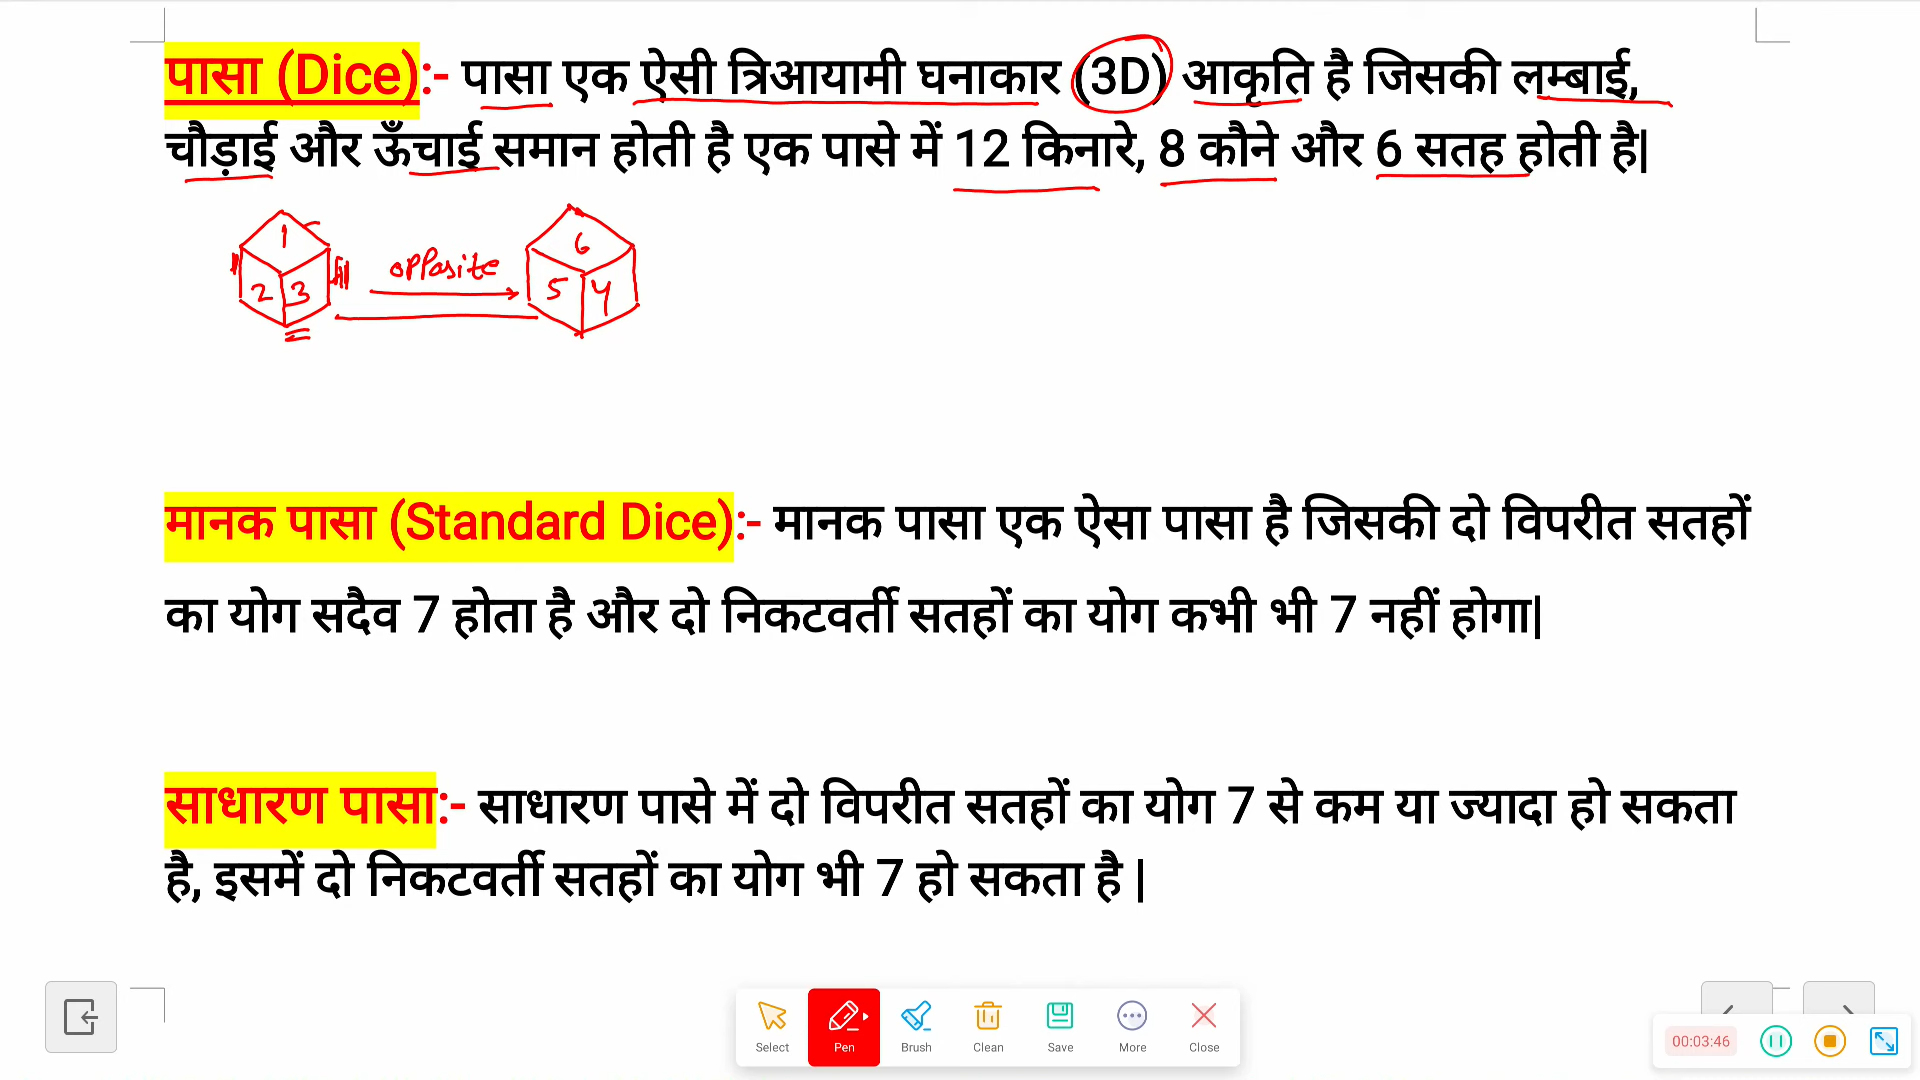 पासा (Dice):- पासा एक ऐसी त्रिआयामी घनाकार (3D) आकृति है जिसकी लम्बाई,
चौड़ाई और ऊँचाई समान होती है एक पासे में 12 किनारे, 8 कौने और 6 सतह होती है|
1
2 3
opposite
6
5 4
मानक पासा (Standard Dice):- मानक पासा एक ऐसा पासा है जिसकी दो विपरीत सतहों
का योग सदैव 7 होता है और दो निकटवर्ती सतहों का योग कभी भी 7 नहीं होगा|
साधारण पासा:- साधारण पासे में दो विपरीत सतहों का योग 7 से कम या ज्यादा हो सकता
है, इसमें दो निकटवर्ती सतहों का योग भी 7 हो सकता है |
Select Pen Brush Clean Save More Close
00:03:46